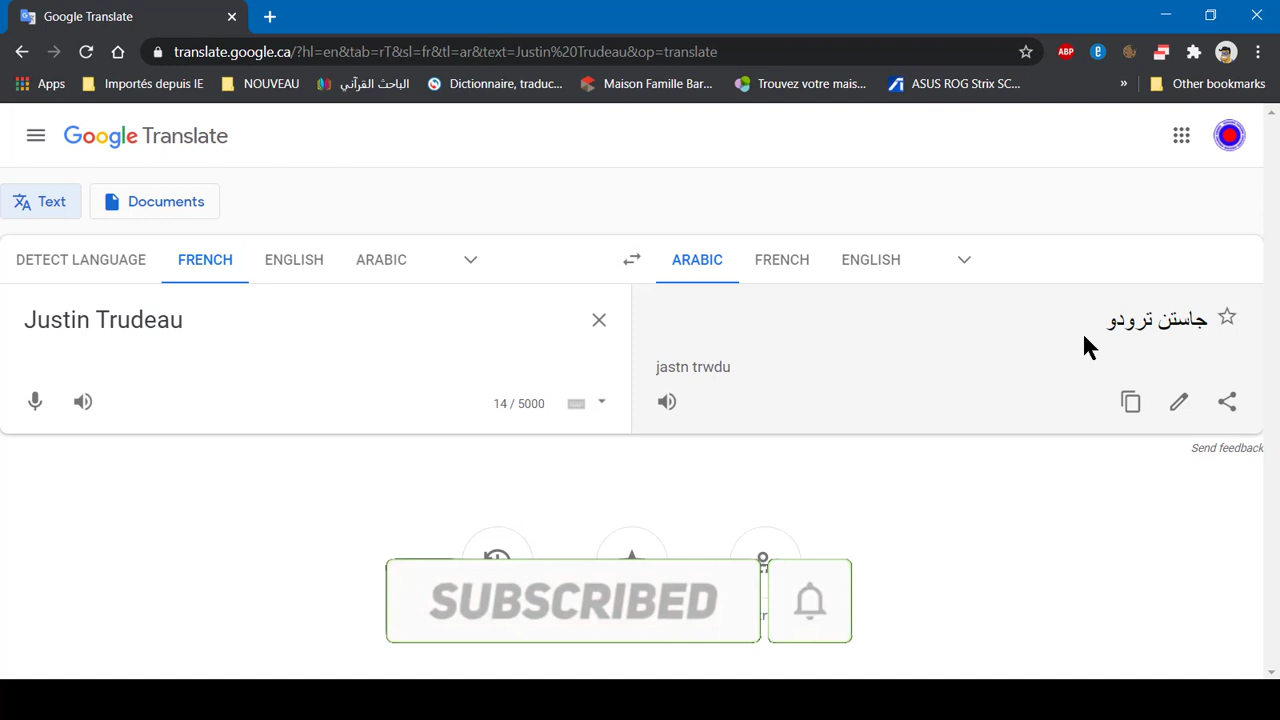 Google Translate
translate.google.ca/?hl=en&tab=rT&sl=fr&tl=ar&text=Justin%20Trudeau&op=translate
ABP
Apps
Importés depuis IE
NOUVEAU
الباحث القرآني
Dictionnaire, traduc...
Maison Famille Bar...
Trouvez votre mais...
ASUS ROG Strix SC...
»
Other bookmarks
Google Translate
Text
Documents
DETECT LANGUAGE
FRENCH
ENGLISH
ARABIC
ARABIC
FRENCH
ENGLISH
Justin Trudeau
جاستن ترودو
jastn trwdu
14 / 5000
Send feedback
SUBSCRIBED